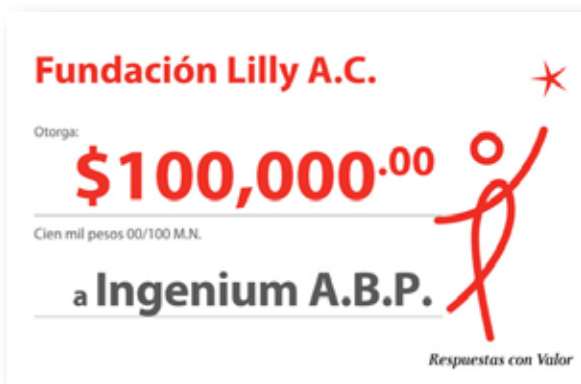 Fundación Lilly A.C.
Otorga:
$100,000.00
Cien mil pesos 00/100 M.N.
a Ingenium A.B.P.
Respuestas con Valor